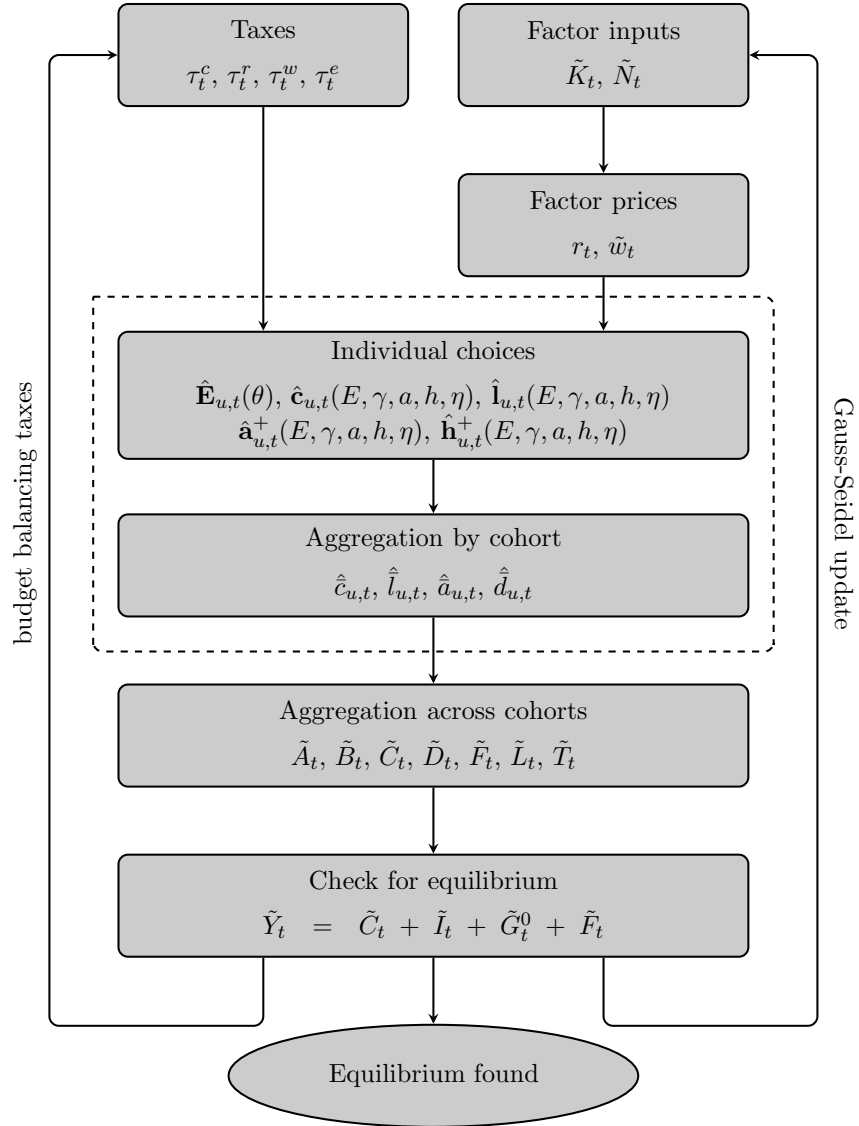 Taxes
τ_t^c, τ_t^r, τ_t^w, τ_t^e
Factor inputs
K̃_t, Ñ_t
Factor prices
r_t, w̃_t
Individual choices
Ê_{u,t}(θ), ĉ_{u,t}(E, γ, a, h, η), l̂_{u,t}(E, γ, a, h, η)
â^+_{u,t}(E, γ, a, h, η), ĥ^+_{u,t}(E, γ, a, h, η)
Aggregation by cohort
c̄̂_{u,t}, l̄̂_{u,t}, ā̂_{u,t}, d̄̂_{u,t}
Aggregation across cohorts
Ã_t, B̃_t, C̃_t, D̃_t, F̃_t, L̃_t, T̃_t
Check for equilibrium
Ỹ_t = C̃_t + Ĩ_t + G̃_t^0 + F̃_t
Equilibrium found
budget balancing taxes
Gauss-Seidel update